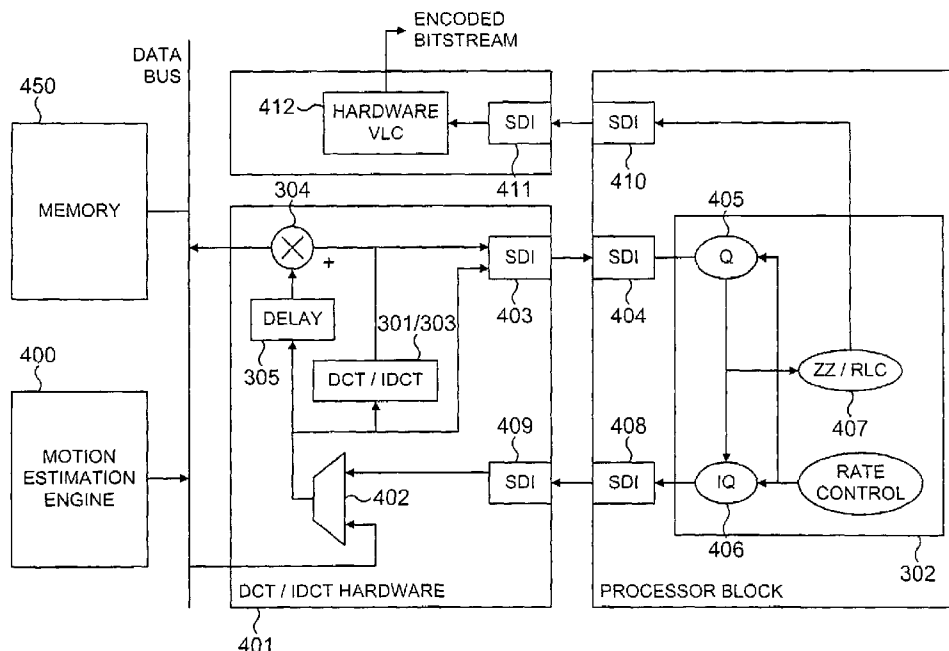 ENCODED
BITSTREAM
DATA
BUS
450
MEMORY
412
HARDWARE
VLC
SDI
411
SDI
410
304
+
DELAY
305
301/303
DCT / IDCT
SDI
403
SDI
404
405
Q
ZZ / RLC
407
400
MOTION
ESTIMATION
ENGINE
402
409
SDI
408
SDI
IQ
406
RATE
CONTROL
302
DCT / IDCT HARDWARE
401
PROCESSOR BLOCK